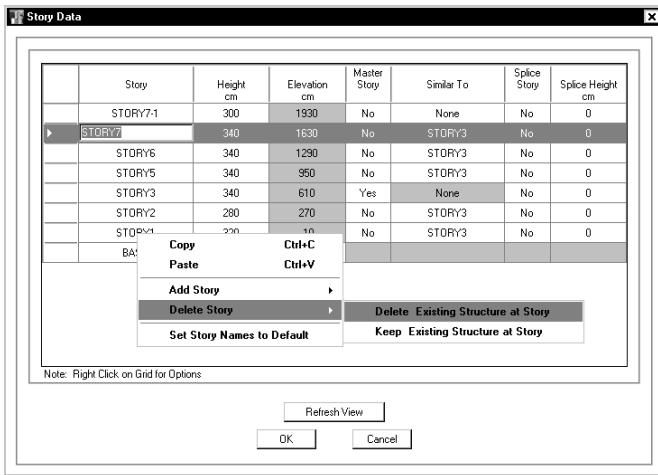 Story Data
Story Height cm Elevation cm Master Story Similar To Splice Story Splice Height cm
STORY7-1 300 1930 No None No 0
STORY7 340 1630 No STORY3 No 0
STORY6 340 1290 No STORY3 No 0
STORY5 340 950 No STORY3 No 0
STORY3 340 610 Yes None No 0
STORY2 280 270 No STORY3 No 0
No STORY3 No 0
Copy Ctrl+C
Paste Ctrl+V
Add Story
Delete Story
Delete Existing Structure at Story
Keep Existing Structure at Story
Set Story Names to Default
Note: Right Click on Grid for Options
Refresh View
OK Cancel